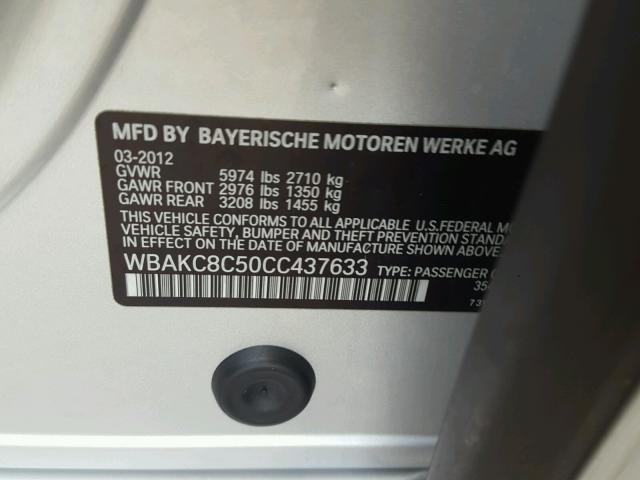 MFD BY BAYERISCHE MOTOREN WERKE AG
03-2012
GVWR 5974 lbs 2710 kg
GAWR FRONT 2976 lbs 1350 kg
GAWR REAR 3208 lbs 1455 kg
THIS VEHICLE CONFORMS TO ALL APPLICABLE U.S.FEDERAL
VEHICLE SAFETY, BUMPER AND THEFT PREVENTION
IN EFFECT ON THE DATE OF MANUFACTURE SHOWN ABOVE.
WBAKC8C50CC437633 TYPE: PASSENGER